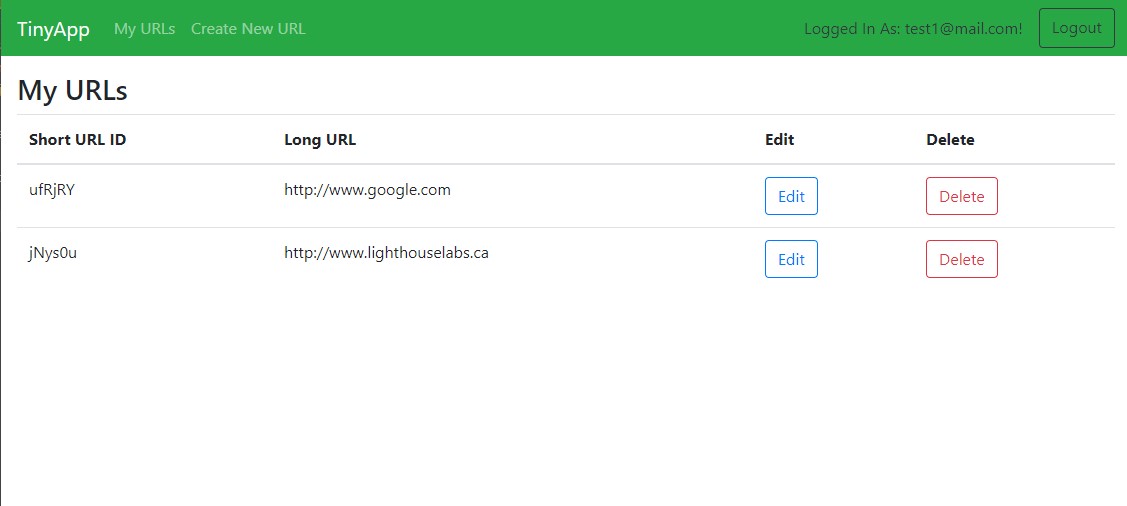 TinyApp My URLs Create New URL Logged In As: test1@mail.com! Logout
My URLs
Short URL ID Long URL Edit Delete
ufRjRY http://www.google.com Edit Delete
jNys0u http://www.lighthouselabs.ca Edit Delete